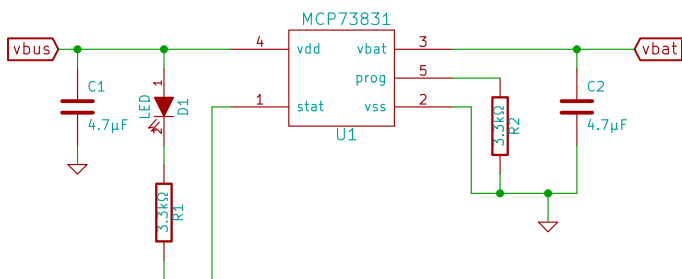 MCP73831
vbus
4
vdd
vbat
3
vbat
C1
4.7µF
1
LED
D1
2
1
stat
prog
5
vss
2
U1
3.3kΩ
R2
C2
4.7µF
3.3kΩ
R1